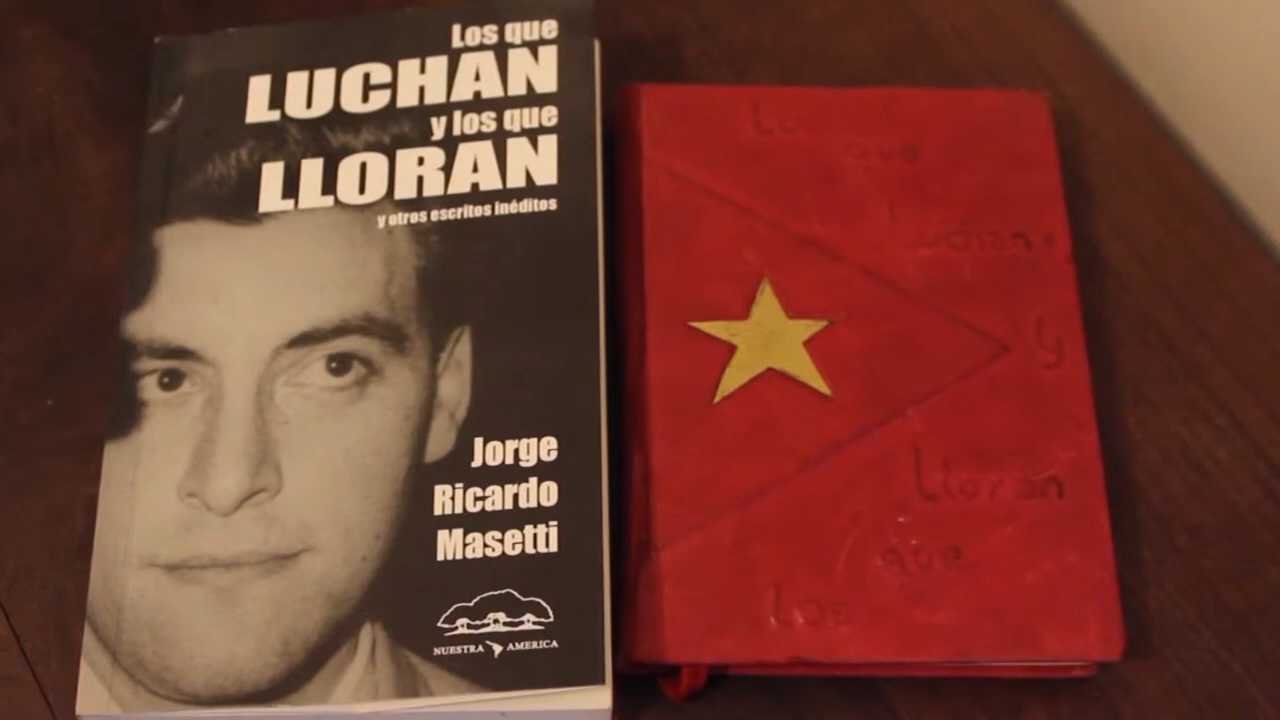 Los que
LUCHAN
y los que
LLORAN
y otros escritos inéditos
Jorge
Ricardo
Masetti
NUESTRA AMERICA
que
Luchan
y
Lloran
que
Los